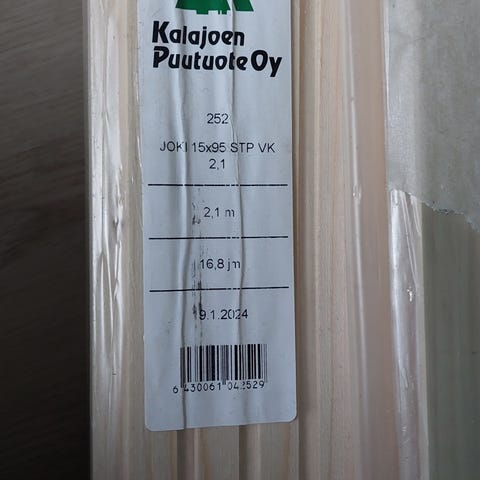 Kalajoen
Puutuote Oy
252
JOKI 15x95 STP VK
2,1
2,1 m
16,8 jm
9.1.2024
6 430061 042529